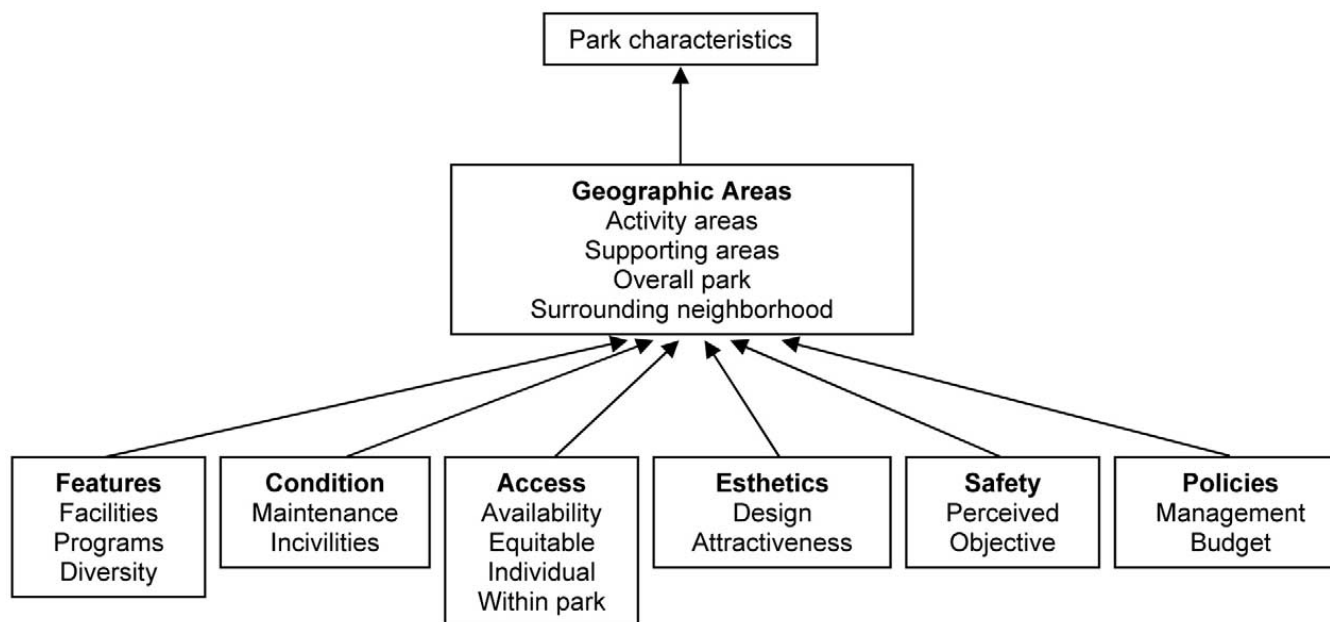 Park characteristics
Geographic Areas
Activity areas
Supporting areas
Overall park
Surrounding neighborhood
Features
Facilities
Programs
Diversity
Condition
Maintenance
Incivilities
Access
Availability
Equitable
Individual
Within park
Esthetics
Design
Attractiveness
Safety
Perceived
Objective
Policies
Management
Budget